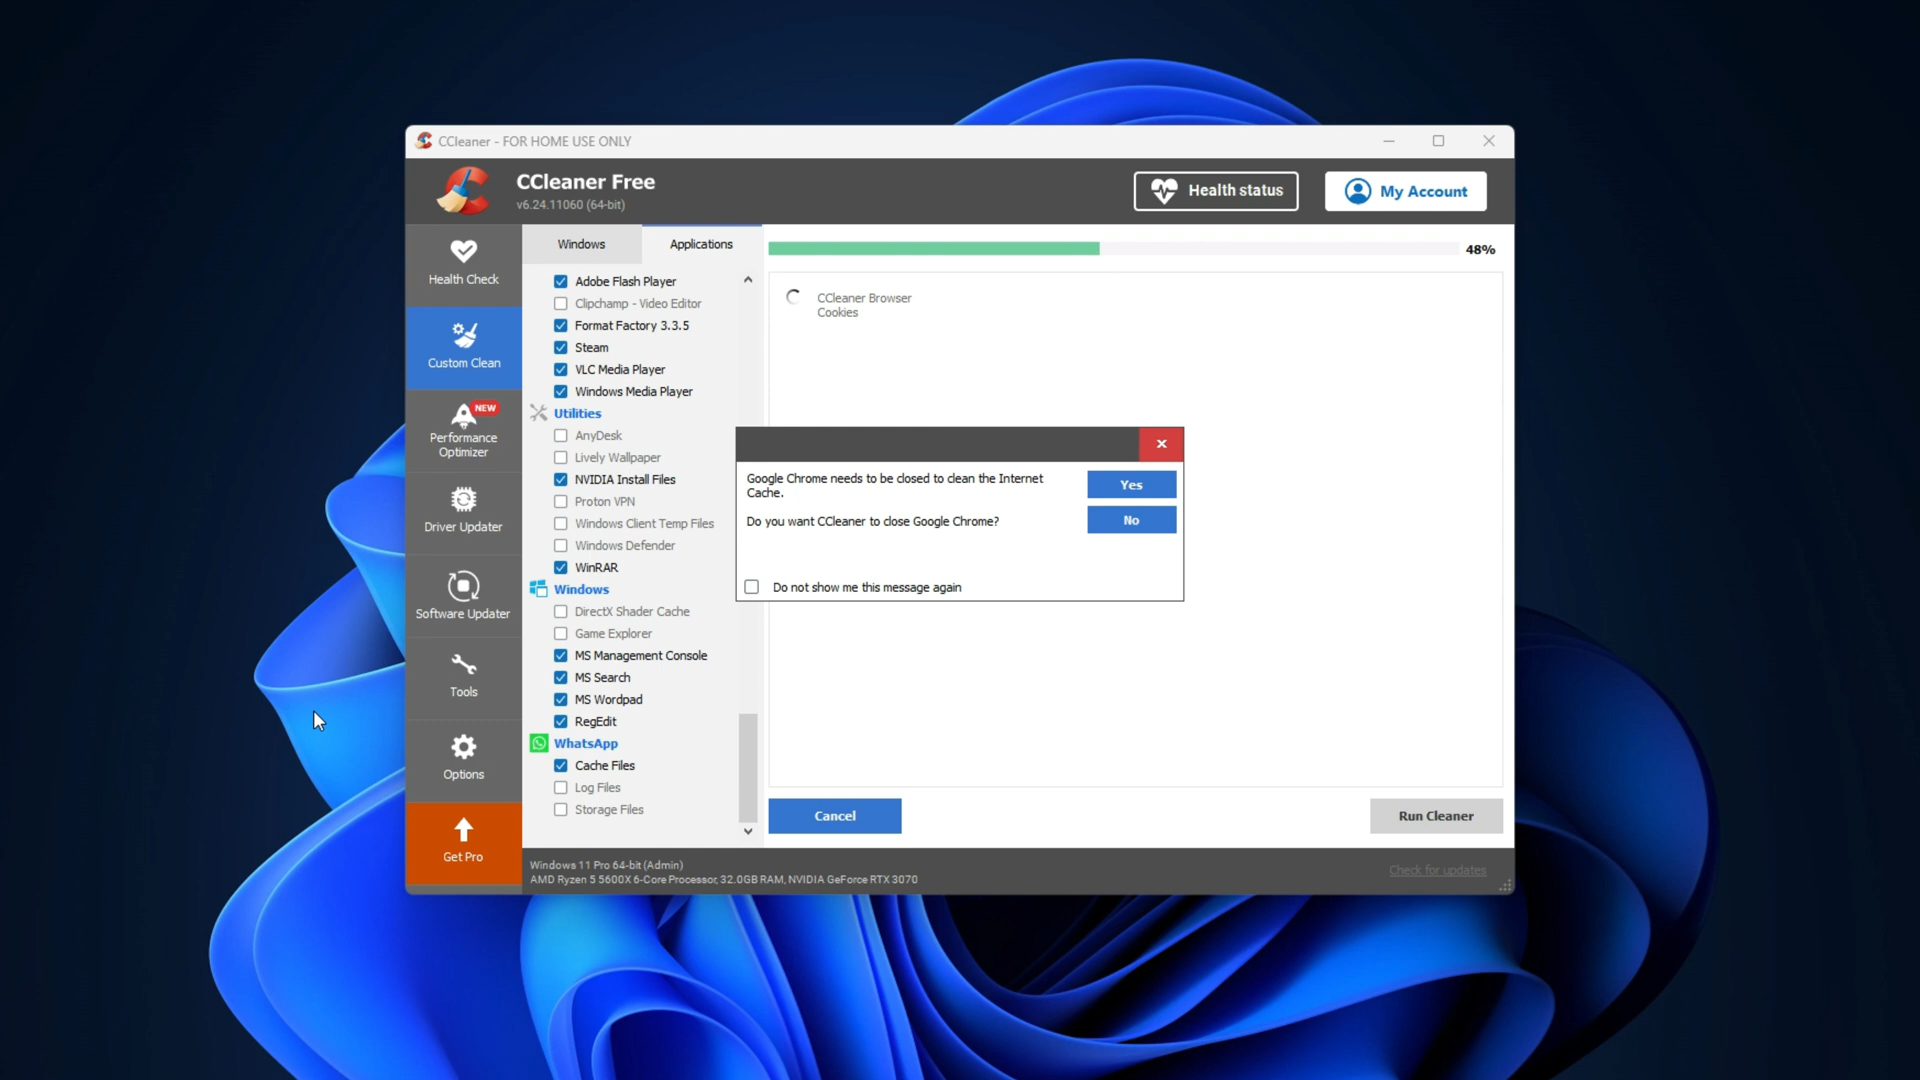 CCleaner - FOR HOME USE ONLY
CCleaner Free
v6.24.11060 (64-bit)
Health status
My Account
Health Check
Custom Clean
NEW
Performance
Optimizer
Driver Updater
Software Updater
Tools
Options
Get Pro
Windows
Applications
Adobe Flash Player
Clipchamp - Video Editor
Format Factory 3.3.5
Steam
VLC Media Player
Windows Media Player
Utilities
AnyDesk
Lively Wallpaper
NVIDIA Install Files
Proton VPN
Windows Client Temp Files
Windows Defender
WinRAR
Windows
DirectX Shader Cache
Game Explorer
MS Management Console
MS Search
MS Wordpad
RegEdit
WhatsApp
Cache Files
Log Files
Storage Files
48%
CCleaner Browser
Cookies
Google Chrome needs to be closed to clean the Internet
Cache.
Do you want CCleaner to close Google Chrome?
Yes
No
Do not show me this message again
Cancel
Run Cleaner
Windows 11 Pro 64-bit (Admin)
AMD Ryzen 5 5600X 6-Core Processor, 32.0GB RAM, NVIDIA GeForce RTX 3070
Check for updates